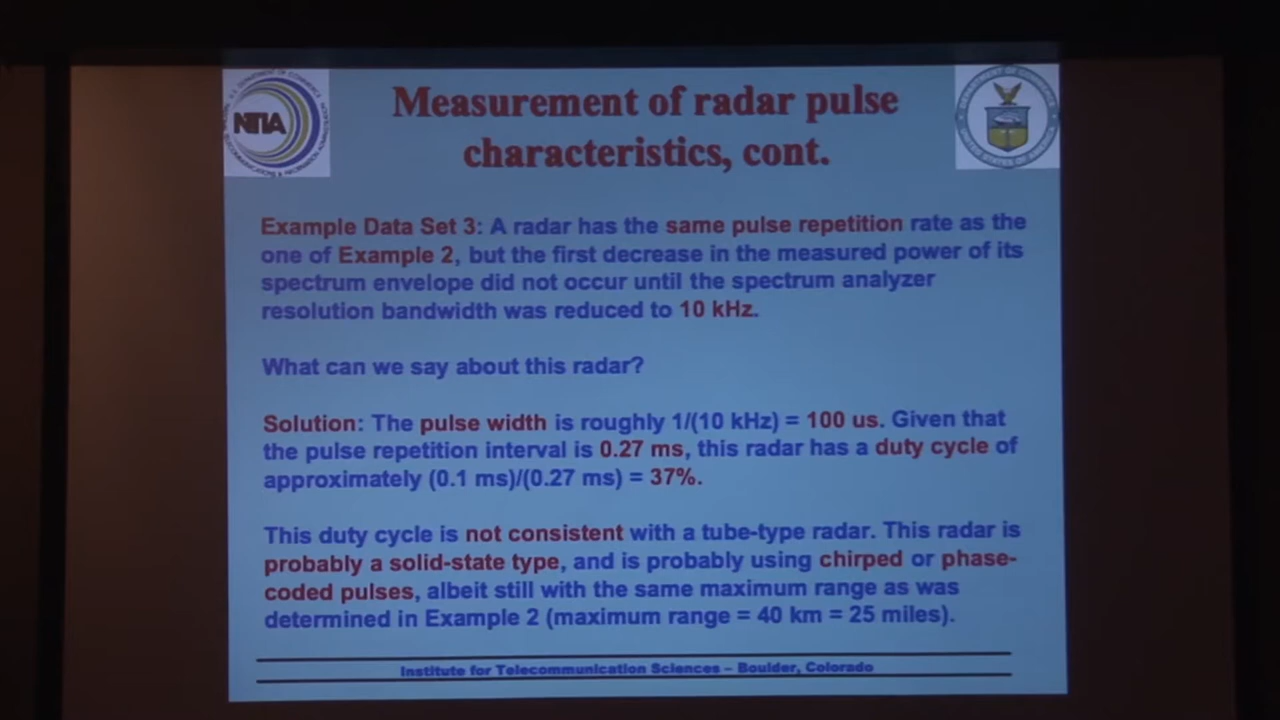 NTIA
Measurement of radar pulse
characteristics, cont.
Example Data Set 3: A radar has the same pulse repetition rate as the
one of Example 2, but the first decrease in the measured power of its
spectrum envelope did not occur until the spectrum analyzer
resolution bandwidth was reduced to 10 kHz.
What can we say about this radar?
Solution: The pulse width is roughly 1/(10 kHz) = 100 us. Given that
the pulse repetition interval is 0.27 ms, this radar has a duty cycle of
approximately (0.1 ms)/(0.27 ms) = 37%.
This duty cycle is not consistent with a tube-type radar. This radar is
probably a solid-state type, and is probably using chirped or phase-
coded pulses, albeit still with the same maximum range as was
determined in Example 2 (maximum range = 40 km = 25 miles).
Institute for Telecommunication Sciences – Boulder, Colorado